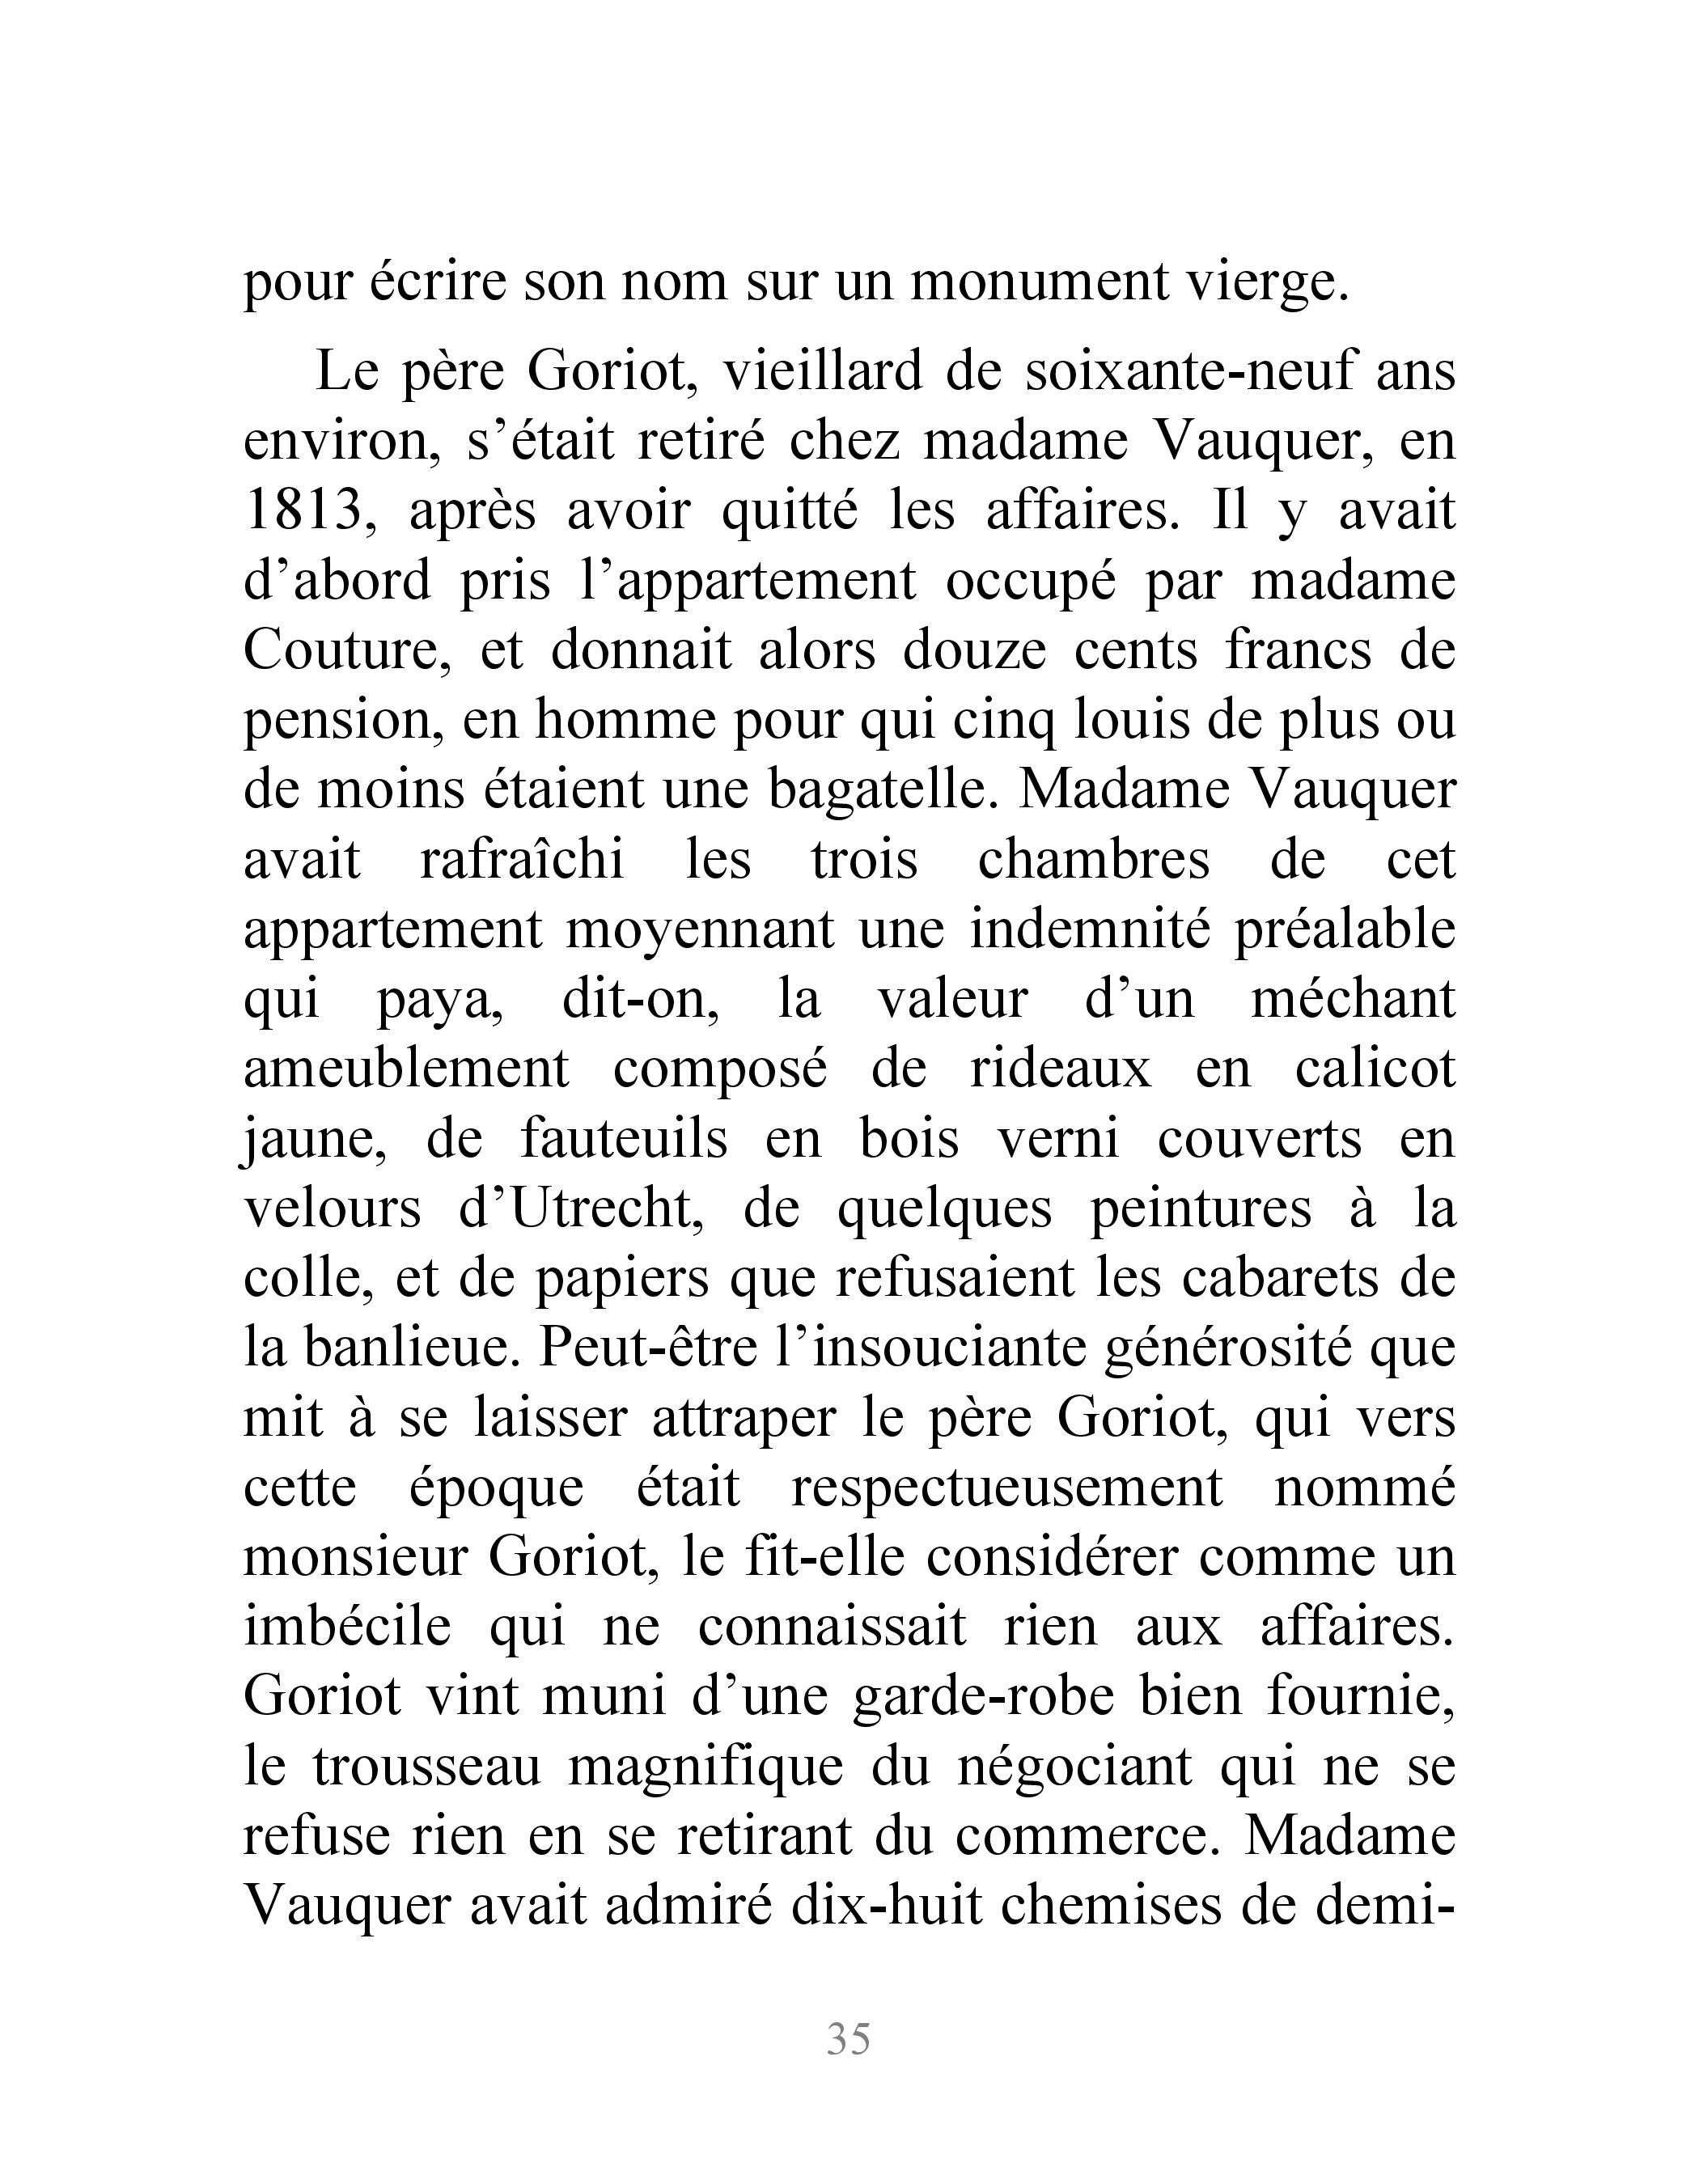 pour écrire son nom sur un monument vierge.
Le père Goriot, vieillard de soixante-neuf ans
environ, s’était retiré chez madame Vauquer, en
1813, après avoir quitté les affaires. Il y avait
d’abord pris l’appartement occupé par madame
Couture, et donnait alors douze cents francs de
pension, en homme pour qui cinq louis de plus ou
de moins étaient une bagatelle. Madame Vauquer
avait rafraîchi les trois chambres de cet
appartement moyennant une indemnité préalable
qui paya, dit-on, la valeur d’un méchant
ameublement composé de rideaux en calicot
jaune, de fauteuils en bois verni couverts en
velours d’Utrecht, de quelques peintures à la
colle, et de papiers que refusaient les cabarets de
la banlieue. Peut-être l’insouciante générosité que
mit à se laisser attraper le père Goriot, qui vers
cette époque était respectueusement nommé
monsieur Goriot, le fit-elle considérer comme un
imbécile qui ne connaissait rien aux affaires.
Goriot vint muni d’une garde-robe bien fournie,
le trousseau magnifique du négociant qui ne se
refuse rien en se retirant du commerce. Madame
Vauquer avait admiré dix-huit chemises de demi-
35